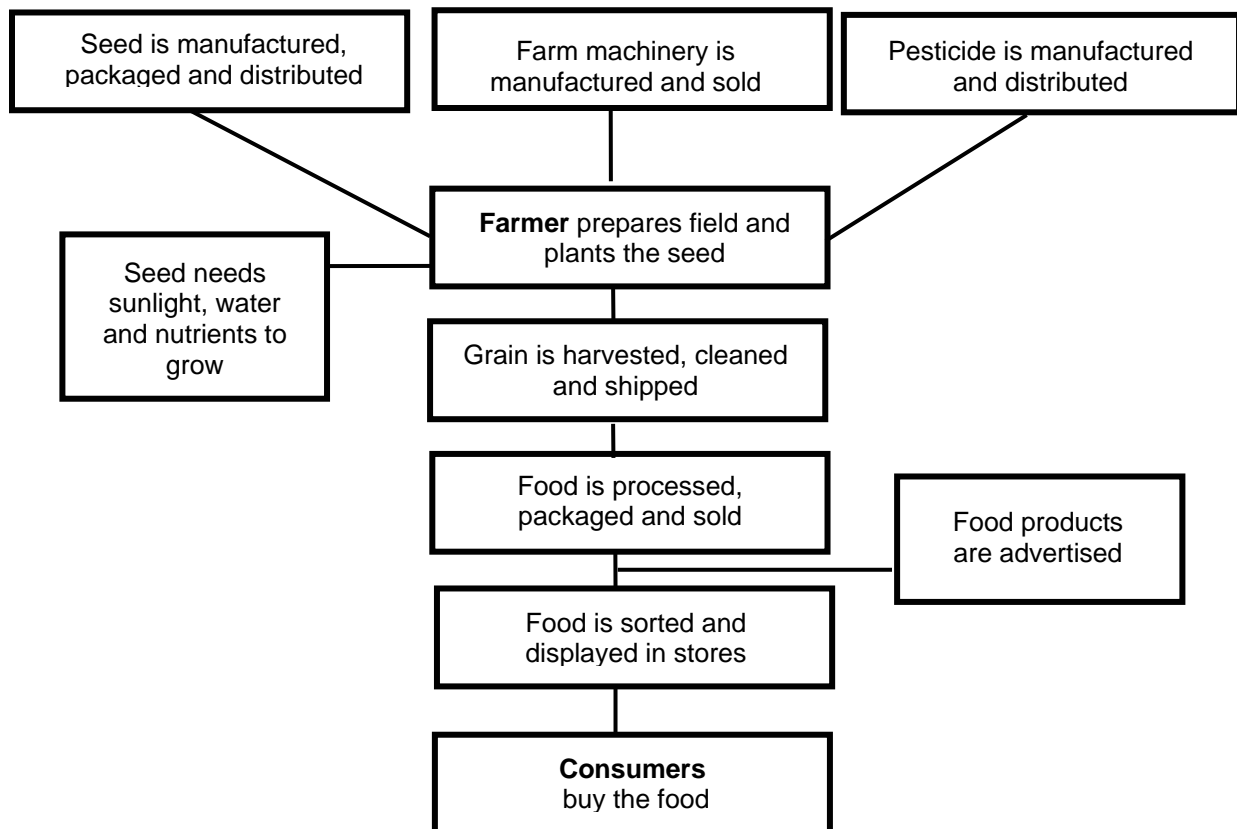 Seed is manufactured,
packaged and distributed
Farm machinery is
manufactured and sold
Pesticide is manufactured
and distributed
Farmer prepares field and
plants the seed
Seed needs
sunlight, water
and nutrients to
grow
Grain is harvested, cleaned
and shipped
Food is processed,
packaged and sold
Food products
are advertised
Food is sorted and
displayed in stores
Consumers
buy the food